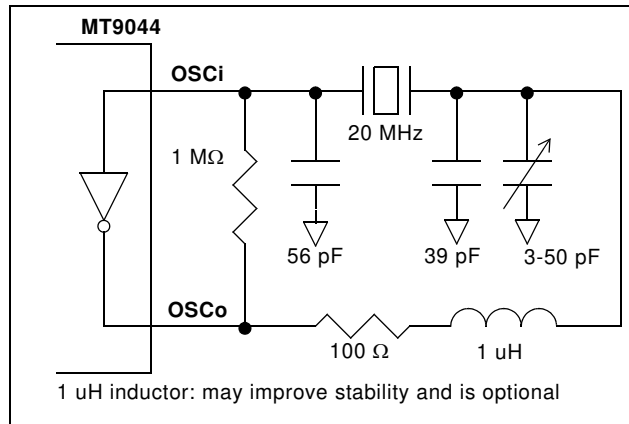 MT9044
OSCi
20 MHz
1 MΩ
56 pF
39 pF
3-50 pF
OSCo
100 Ω
1 uH
1 uH inductor: may improve stability and is optional